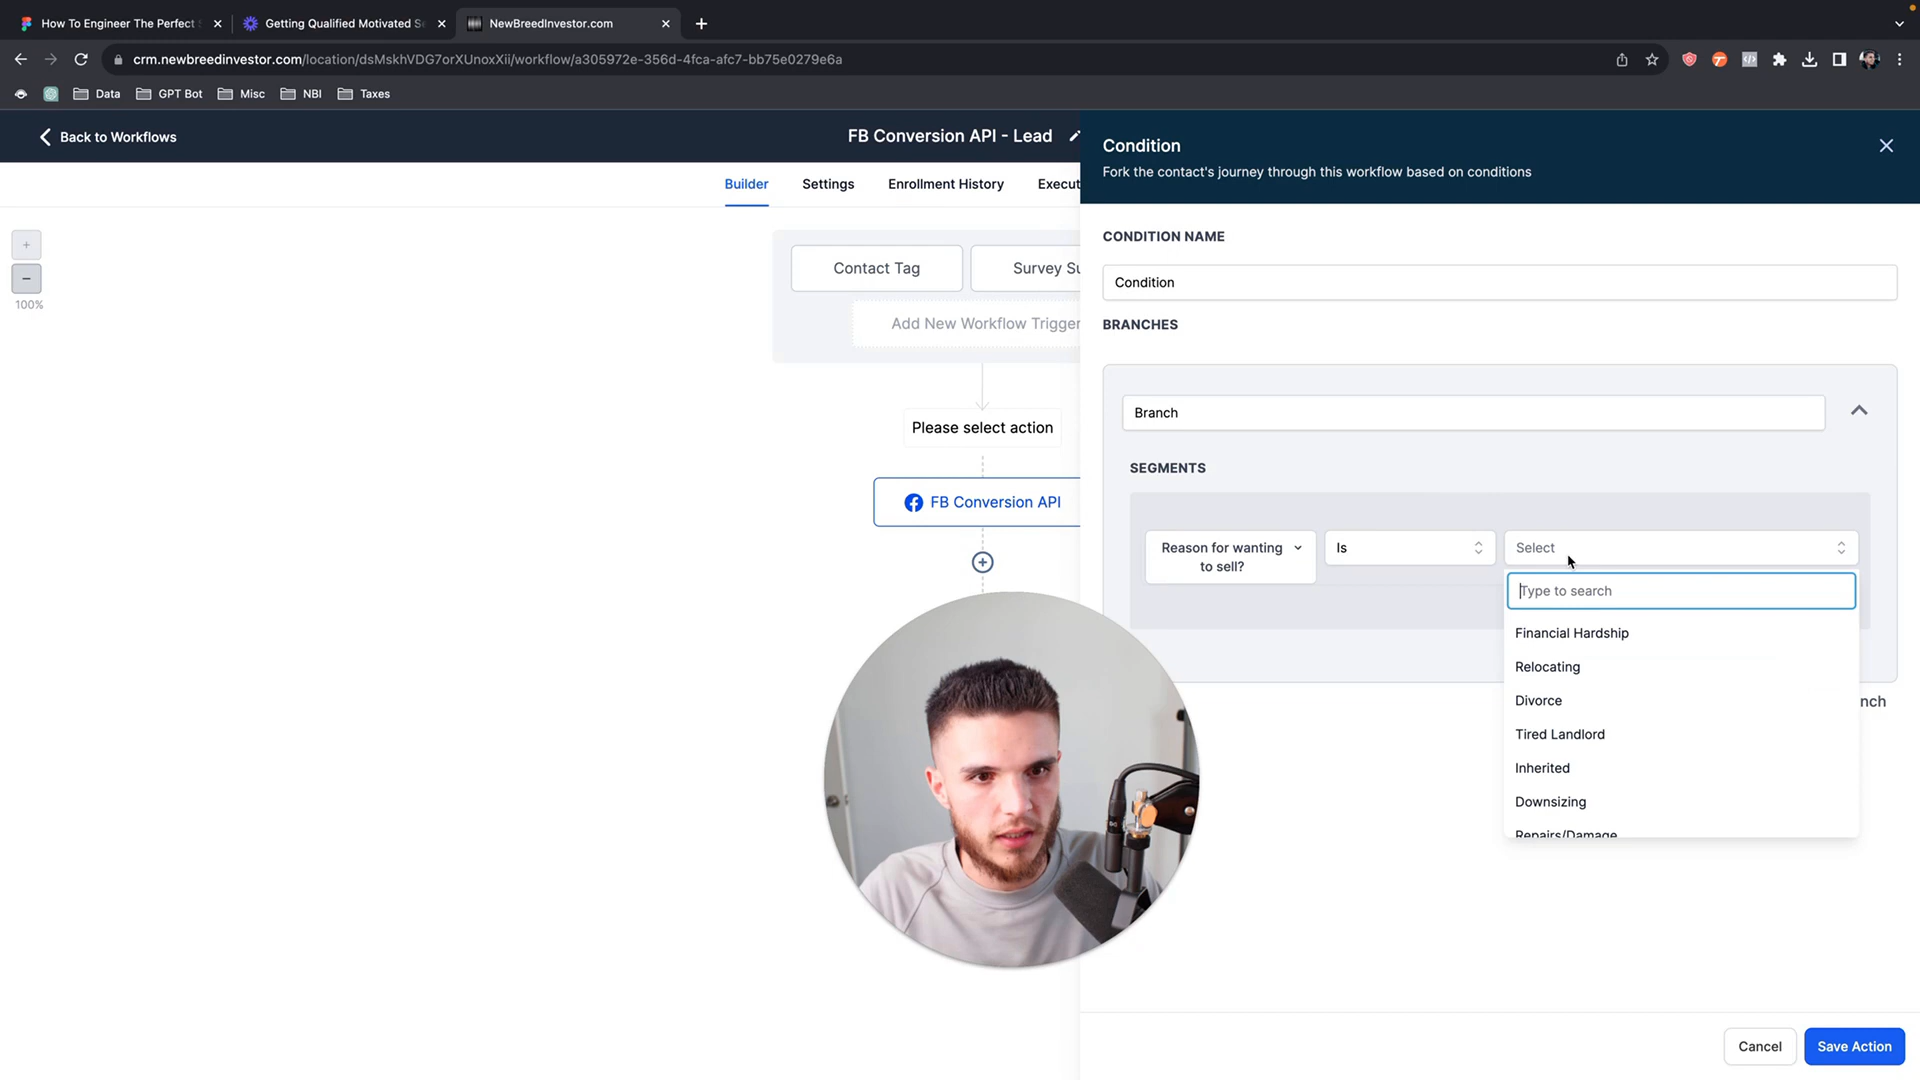 How To Engineer The Perfect
Getting Qualified Motivated Se
NewBreedInvestor.com
crm.newbreedinvestor.com/location/dsMskhVDG7orXUnoxXii/workflow/a305972e-356d-4fca-afc7-bb75e0279e6a
Data
GPT Bot
Misc
NBI
Taxes
Back to Workflows
FB Conversion API - Lead
Builder
Settings
Enrollment History
Execut
+
−
100%
Contact Tag
Survey Su
Add New Workflow Trigger
Please select action
FB Conversion API
Condition
Fork the contact's journey through this workflow based on conditions
CONDITION NAME
Condition
BRANCHES
Branch
SEGMENTS
Reason for wanting
to sell?
Is
Select
Type to search
Financial Hardship
Relocating
Divorce
Tired Landlord
Inherited
Downsizing
Repairs/Damage
nch
Cancel
Save Action